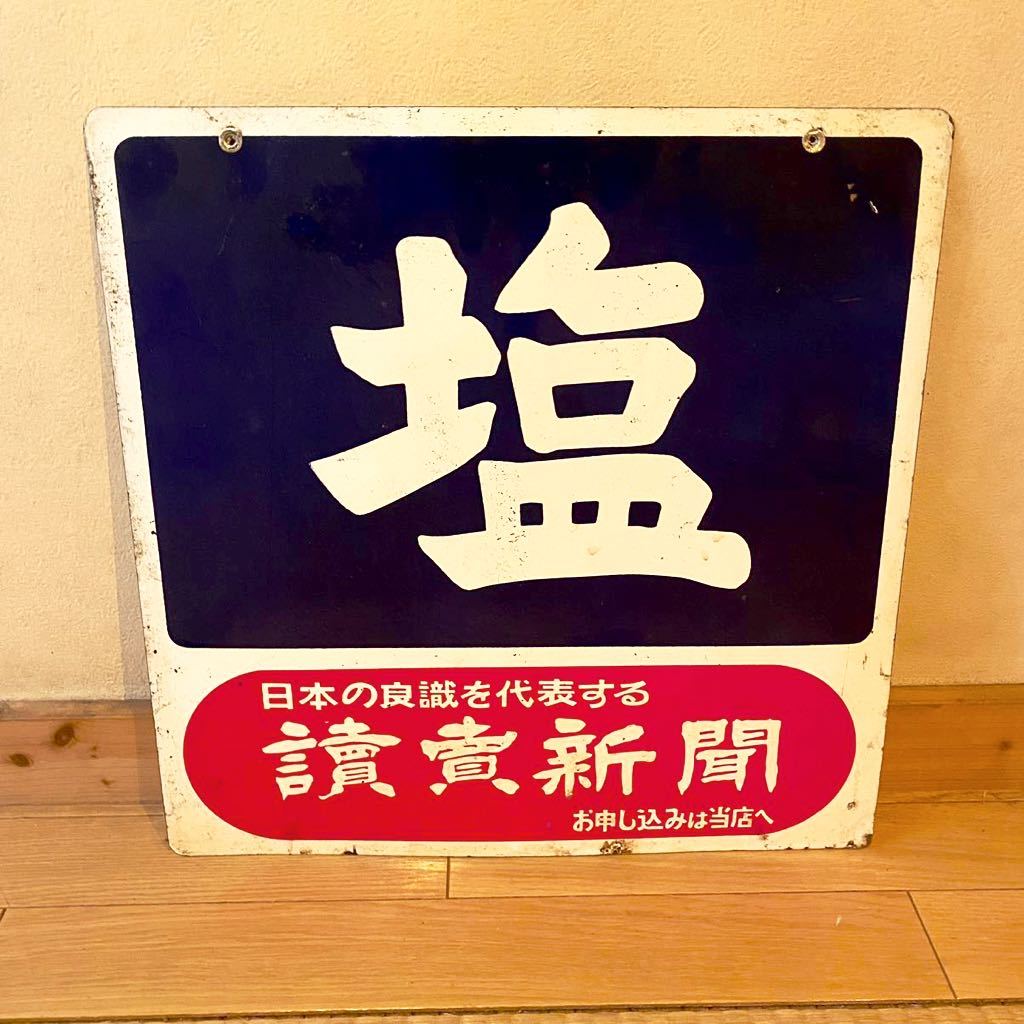 塩
日本の良識を代表する
讀賣新聞
お申し込みは当店へ